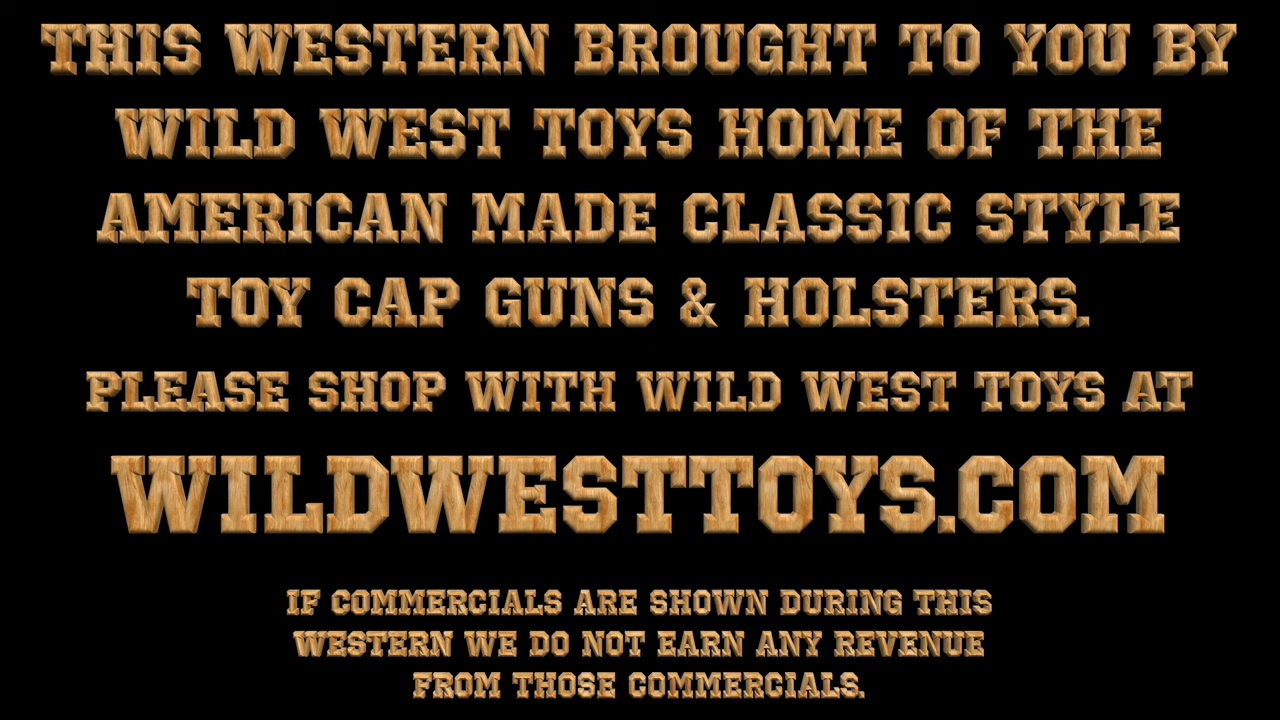 THIS WESTERN BROUGHT TO YOU BY
WILD WEST TOYS HOME OF THE
AMERICAN MADE CLASSIC STYLE
TOY CAP GUNS & HOLSTERS.
PLEASE SHOP WITH WILD WEST TOYS AT
WILDWESTTOYS.COM
IF COMMERCIALS ARE SHOWN DURING THIS
WESTERN WE DO NOT EARN ANY REVENUE
FROM THOSE COMMERCIALS.